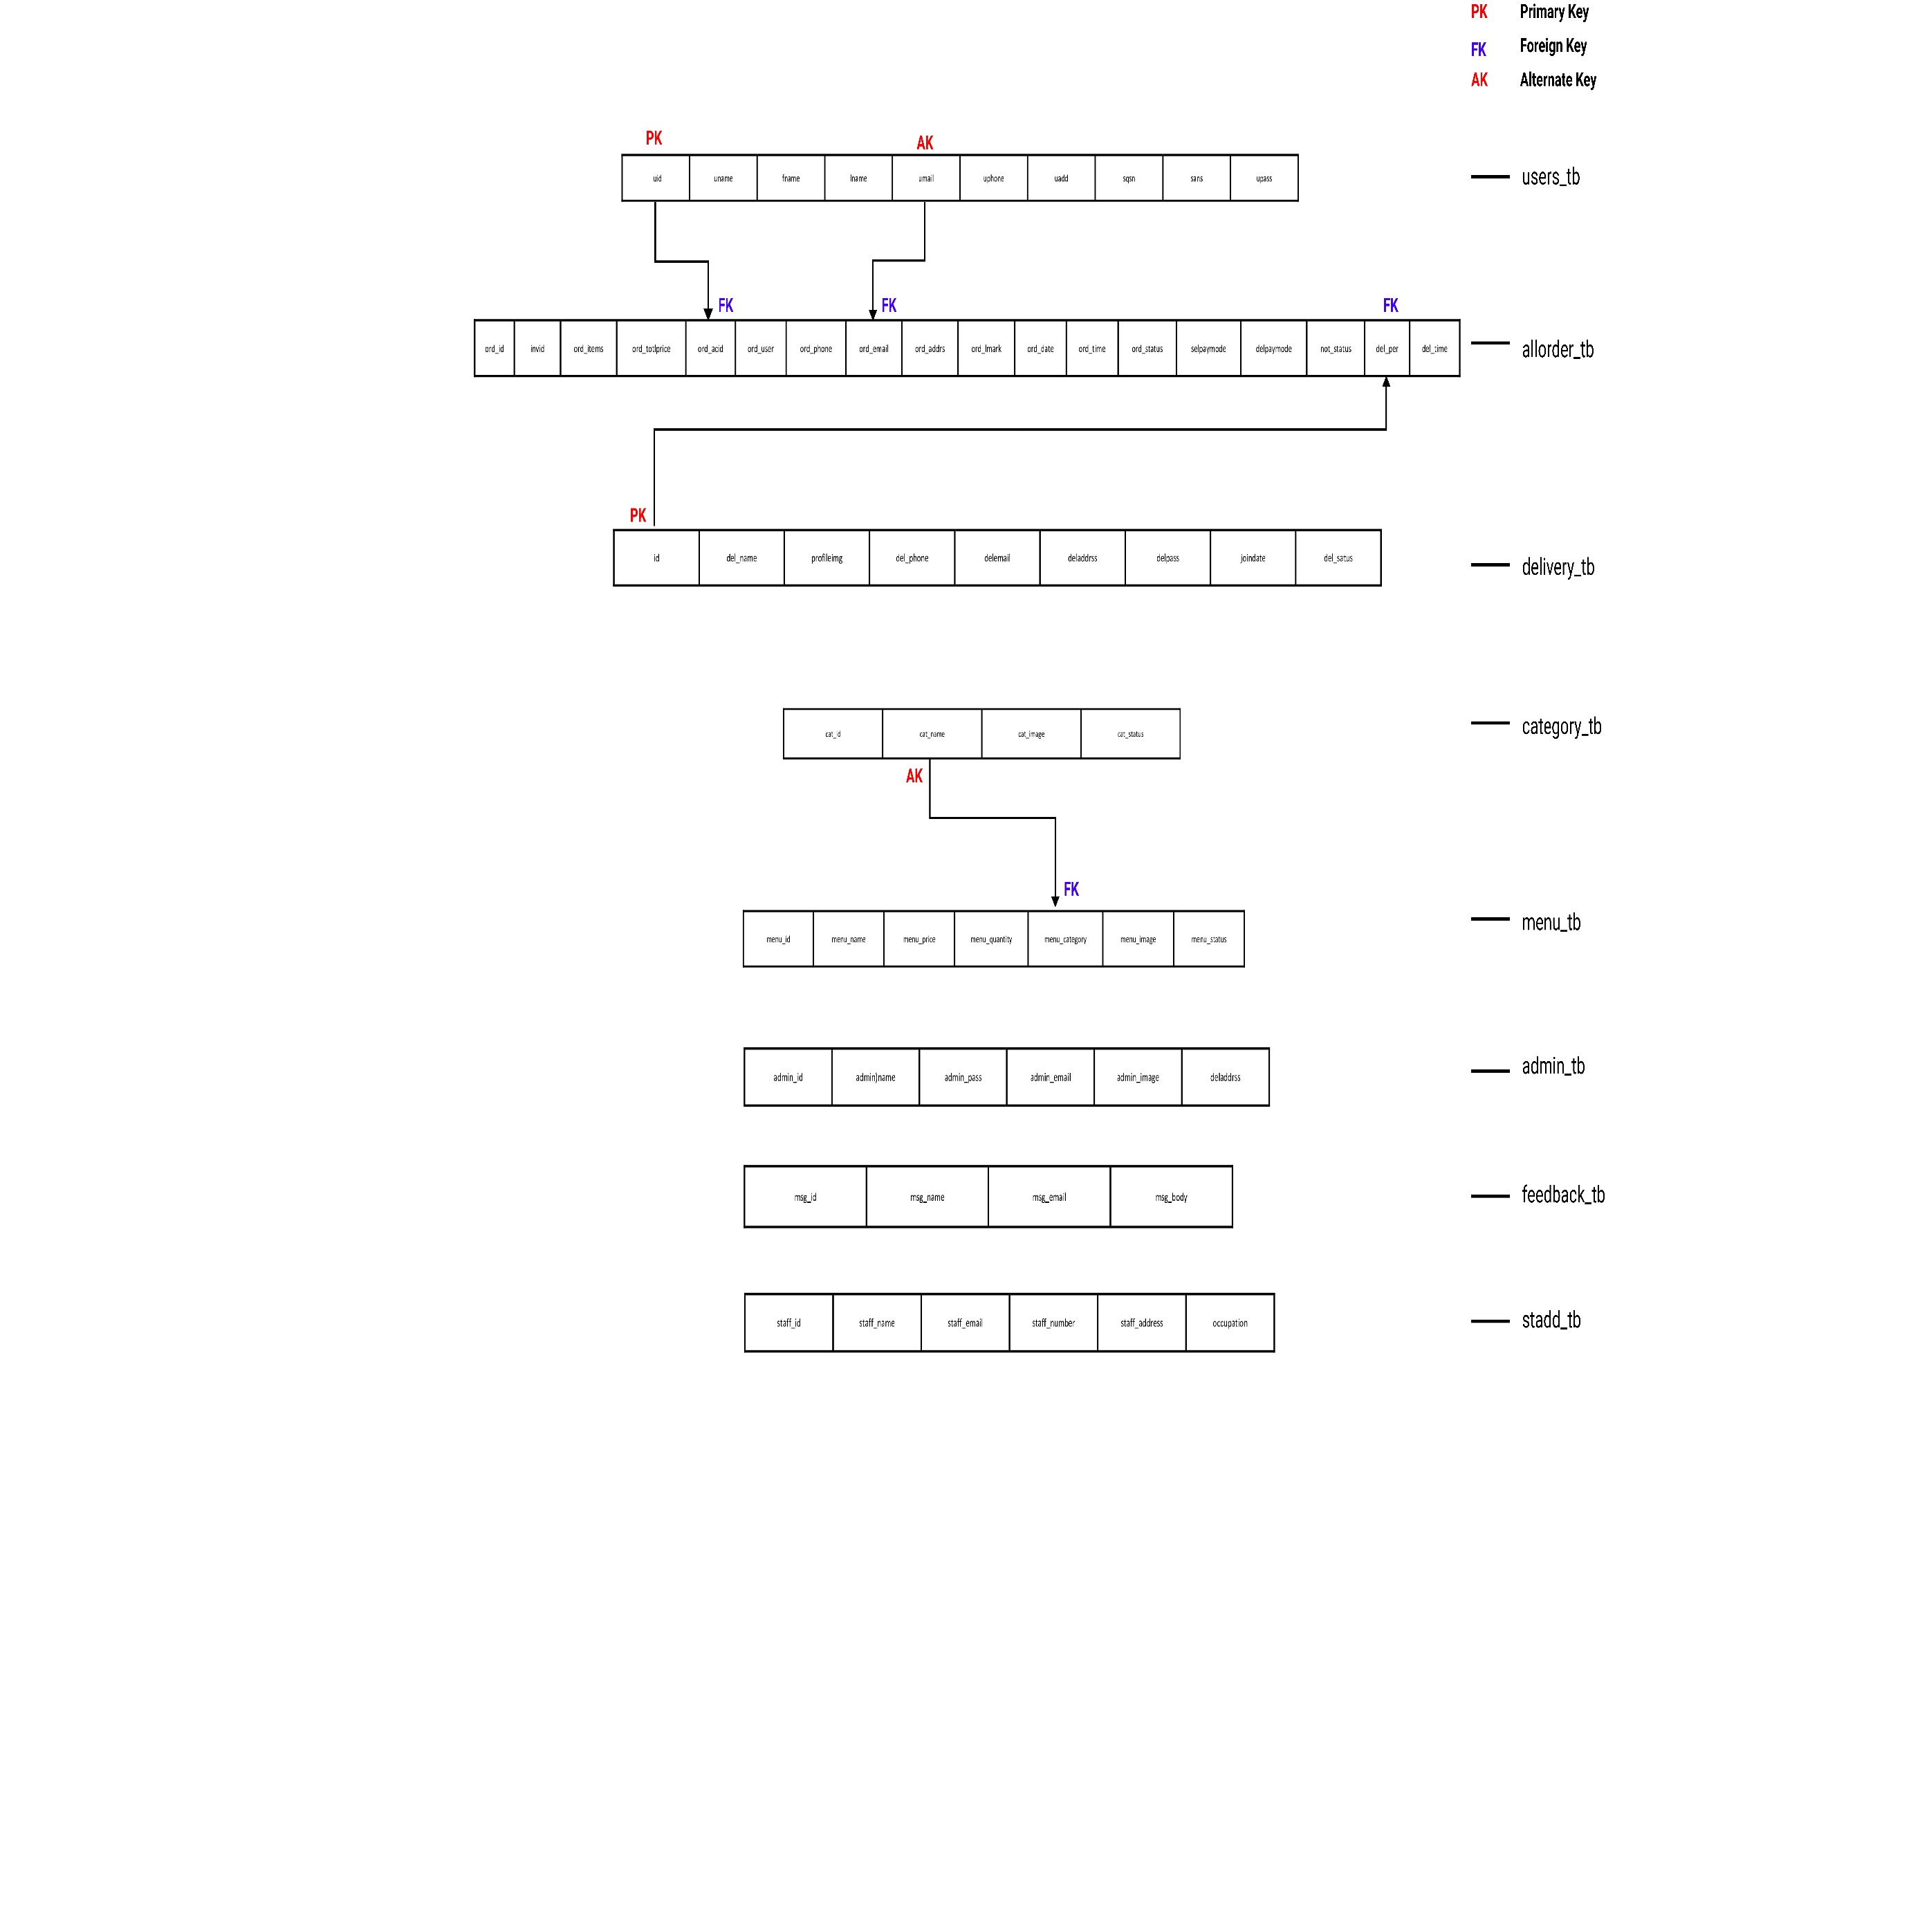 PK Primary Key
FK Foreign Key
AK Alternate Key
PK AK
uid uname fname lname umail uphone uadd sqsn sans upass users_tb
FK FK FK
ord_id invid ord_items ord_totlprice ord_acid ord_user ord_phone ord_email ord_addrs ord_lmark ord_date ord_time ord_status selpaymode delpaymode not_status del_per del_time allorder_tb
PK
id del_name profileimg del_phone delemail deladdrss delpass joindate del_satus delivery_tb
cat_id cat_name cat_image cat_status category_tb
AK
FK
menu_id menu_name menu_price menu_quantity menu_category menu_image menu_status menu_tb
admin_id admin)name admin_pass admin_email admin_image deladdrss admin_tb
msg_id msg_name msg_email msg_body feedback_tb
staff_id staff_name staff_email staff_number staff_address occupation stadd_tb